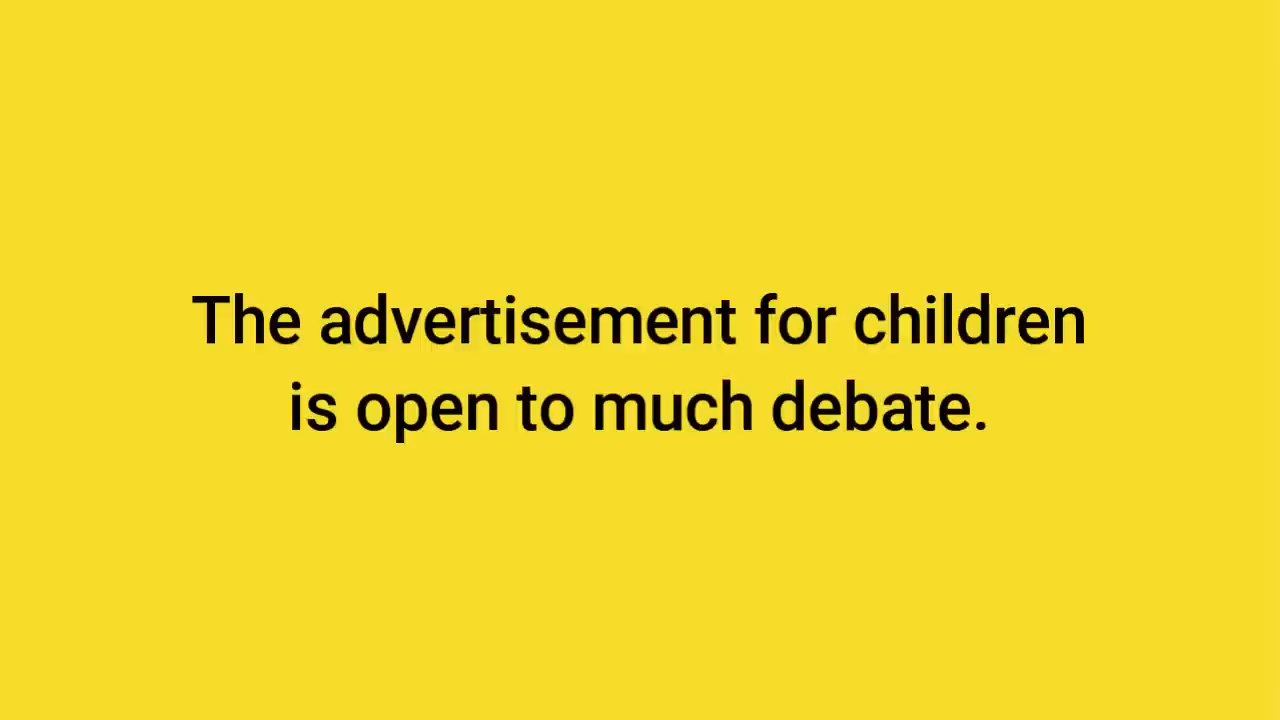 The advertisement for children
is open to much debate.